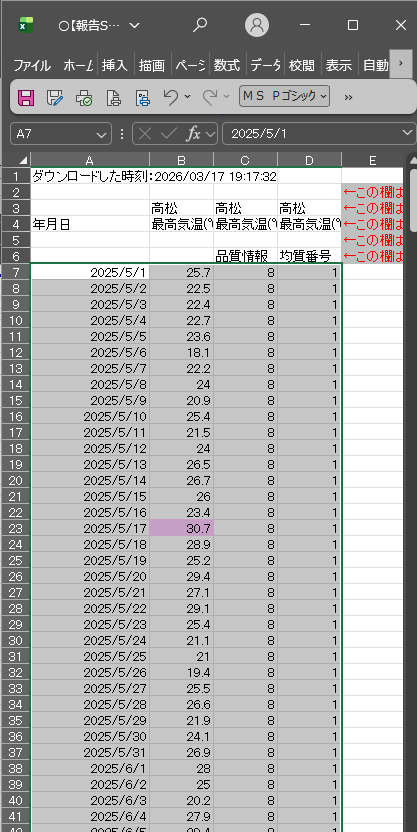 〇【報告S…
ファイル ホーム 挿入 描画 ページ 数式 データ 校閲 表示 自動
ＭＳ Ｐゴシック
A7 fx 2025/5/1
A B C D E
1 ダウンロードした時刻：2026/03/17 19:17:32
2 ←この欄は
3 高松 高松 高松 ←この欄は
4 年月日 最高気温(℃ 最高気温(℃ 最高気温(℃ ←この欄は
5 ←この欄は
6 品質情報 均質番号 ←この欄は
7 2025/5/1 25.7 8 1
8 2025/5/2 22.5 8 1
9 2025/5/3 22.4 8 1
10 2025/5/4 22.7 8 1
11 2025/5/5 23.6 8 1
12 2025/5/6 18.1 8 1
13 2025/5/7 22.2 8 1
14 2025/5/8 24 8 1
15 2025/5/9 20.9 8 1
16 2025/5/10 25.4 8 1
17 2025/5/11 21.5 8 1
18 2025/5/12 24 8 1
19 2025/5/13 26.5 8 1
20 2025/5/14 26.7 8 1
21 2025/5/15 26 8 1
22 2025/5/16 23.4 8 1
23 2025/5/17 30.7 8 1
24 2025/5/18 28.9 8 1
25 2025/5/19 25.2 8 1
26 2025/5/20 29.4 8 1
27 2025/5/21 27.1 8 1
28 2025/5/22 29.1 8 1
29 2025/5/23 25.4 8 1
30 2025/5/24 21.1 8 1
31 2025/5/25 21 8 1
32 2025/5/26 19.4 8 1
33 2025/5/27 25.5 8 1
34 2025/5/28 26.6 8 1
35 2025/5/29 21.9 8 1
36 2025/5/30 24.1 8 1
37 2025/5/31 26.9 8 1
38 2025/6/1 28 8 1
39 2025/6/2 25 8 1
40 2025/6/3 20.2 8 1
41 2025/6/4 27.9 8 1